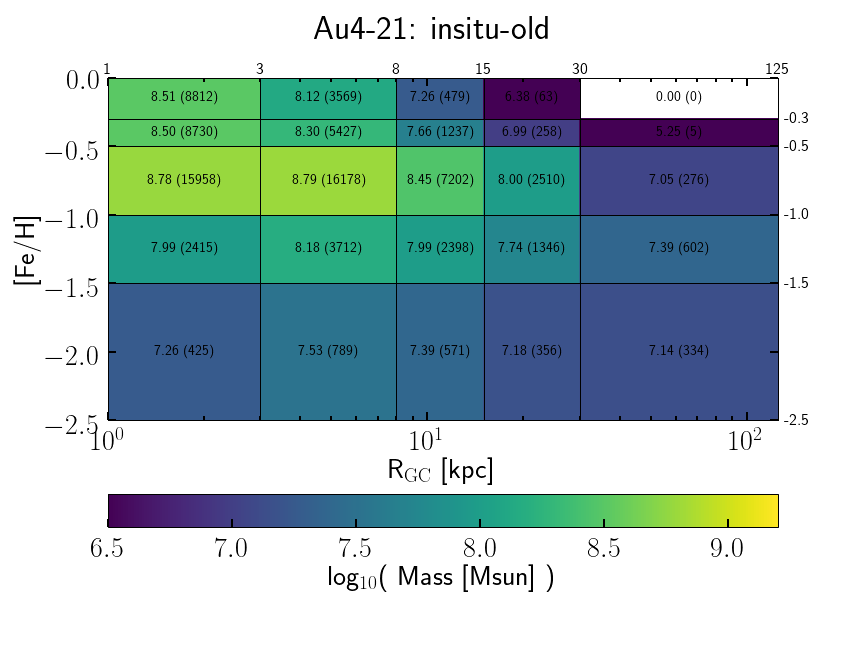 Au4-21: insitu-old
1 3 8 15 30 125
0.0 8.51 (8812) 8.12 (3569) 7.26 (479) 6.38 (63) 0.00 (0)
-0.3
8.50 (8730) 8.30 (5427) 7.66 (1237) 6.99 (258) 5.25 (5)
−0.5 -0.5
8.78 (15958) 8.79 (16178) 8.45 (7202) 8.00 (2510) 7.05 (276)
−1.0 -1.0
[Fe/H]
7.99 (2415) 8.18 (3712) 7.99 (2398) 7.74 (1346) 7.39 (602)
−1.5 -1.5
7.26 (425) 7.53 (789) 7.39 (571) 7.18 (356) 7.14 (334)
−2.0
−2.5 -2.5
10⁰ 10¹ 10²
R_GC [kpc]
6.5 7.0 7.5 8.0 8.5 9.0
log₁₀( Mass [Msun] )